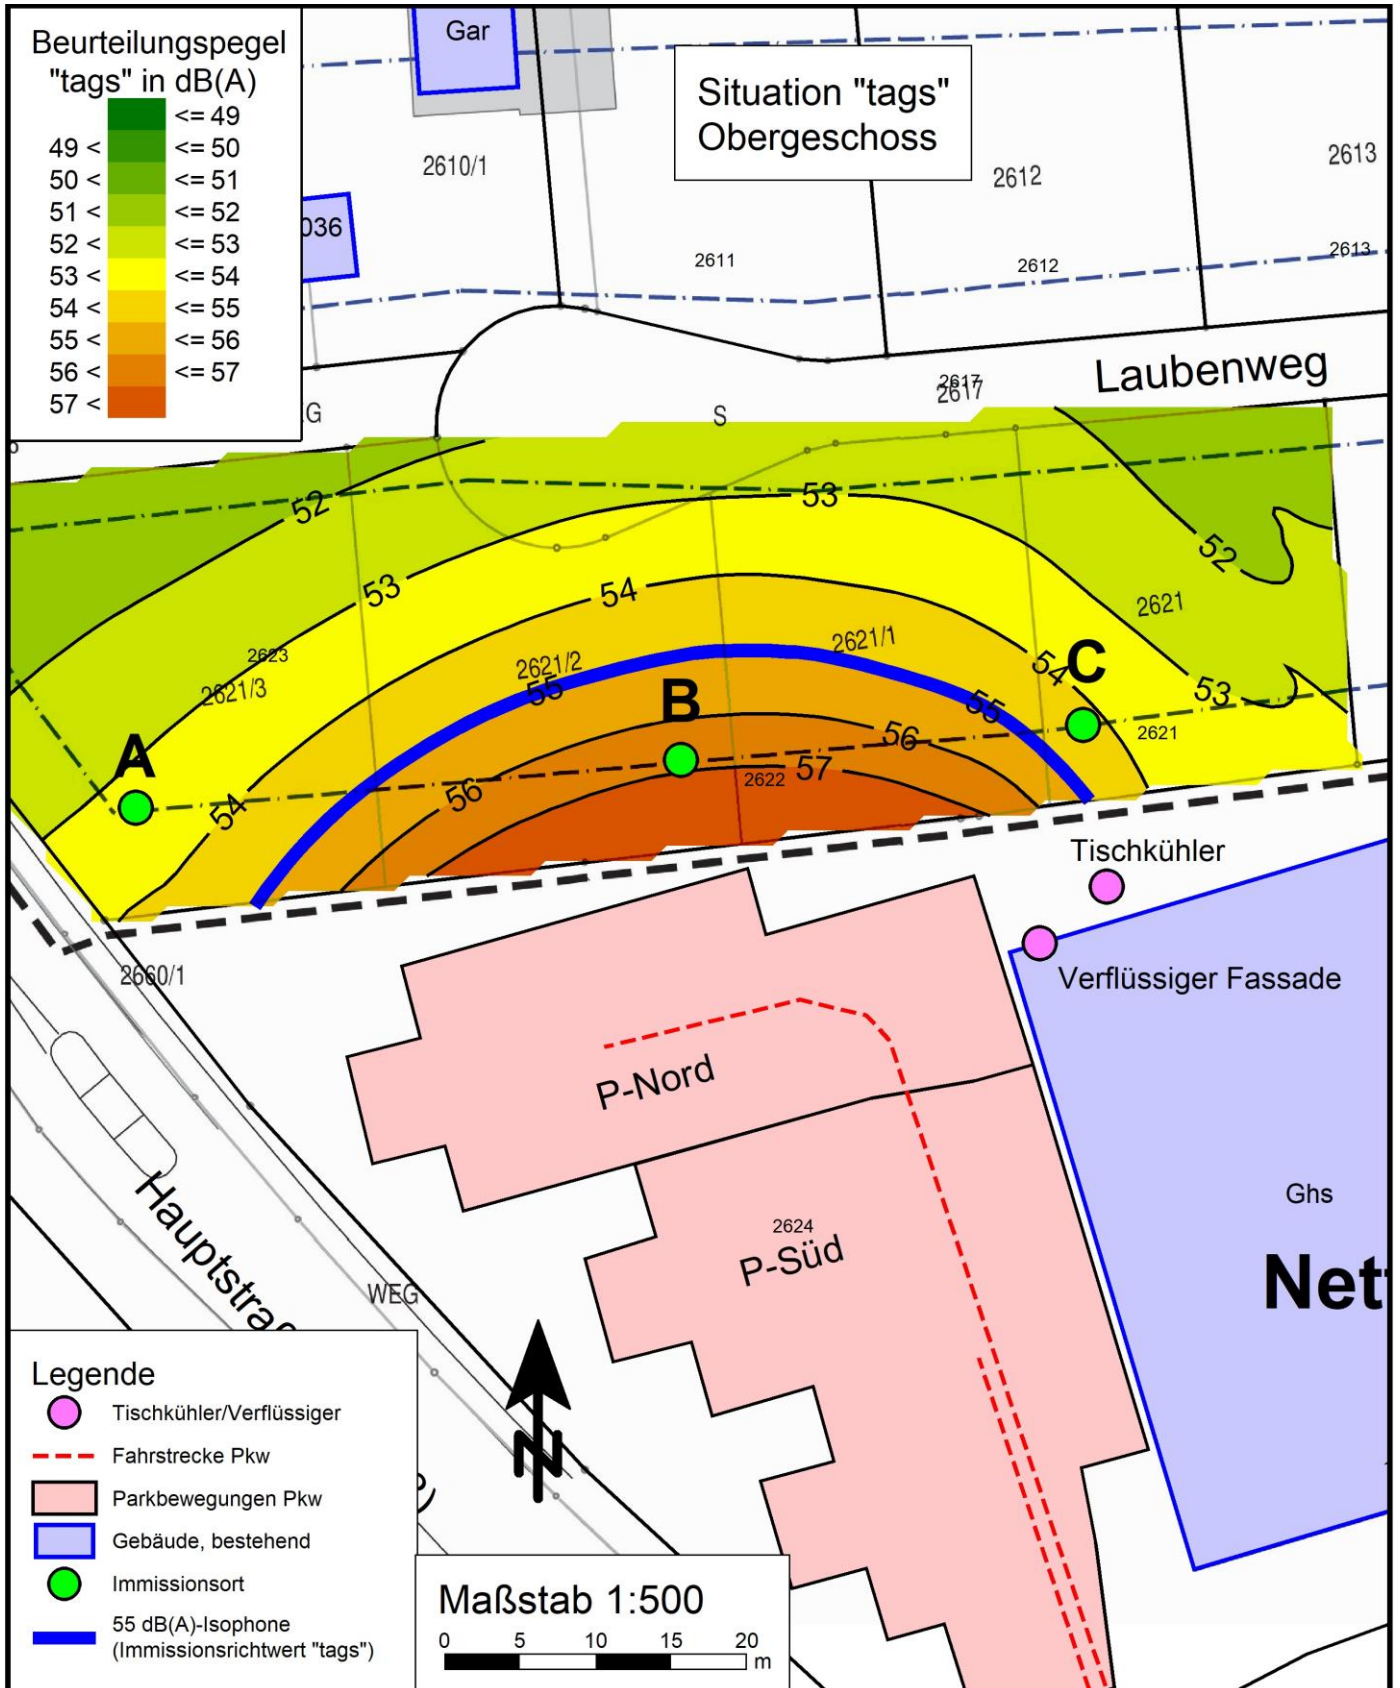 Beurteilungspegel
"tags" in dB(A)
<= 49
49 < <= 50
50 < <= 51
51 < <= 52
52 < <= 53
53 < <= 54
54 < <= 55
55 < <= 56
56 < <= 57
57 <
Gar
Situation "tags"
Obergeschoss
2610/1
2612
2613
036
2611
2612
2613
Laubenweg
2617
2617
G
S
52
53
52
53
54
2621
2623
2621/3
2621/2
2621/1
55
54
C
53
B
55
56
2621
A
54
56
57
2622
Tischkühler
Verflüssiger Fassade
2660/1
P-Nord
Hauptstraß
2624
P-Süd
Ghs
Net
WEG
N
Legende
Tischkühler/Verflüssiger
Fahrstrecke Pkw
Parkbewegungen Pkw
Gebäude, bestehend
Immissionsort
55 dB(A)-Isophone
(Immissionsrichtwert "tags")
Maßstab 1:500
0 5 10 15 20
m